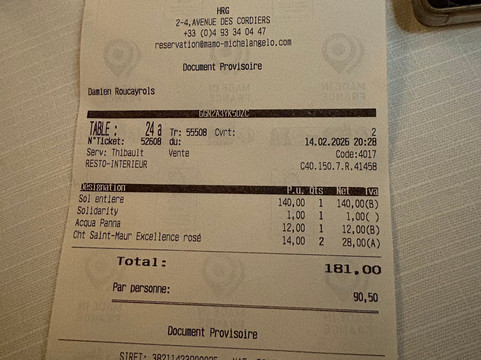 HRG
2-4,AVENUE DES CORDIERS
+33 (0)4 93 34 04 47
reservation@mamo-michelangelo.com
Document Provisoire
Damien Roucayrols
TABLE : 24 a Tr: 55508 Cvrt: 2
N°Ticket: 52608 du: 14.02.2026 20:28
Serv: Thibault Vente Code:4017
RESTO-INTERIEUR C40.150.7.R.4145B
Désignation P.u. Qts Net Tva
Sol entiere 140,00 1 140,00(B)
Solidarity 1,00 1 1,00( )
Acqua Panna 12,00 1 12,00(B)
Cht Saint-Maur Excellence rosé 14,00 2 28,00(A)
Total: 181.00
Par personne: 90,50
Document Provisoire